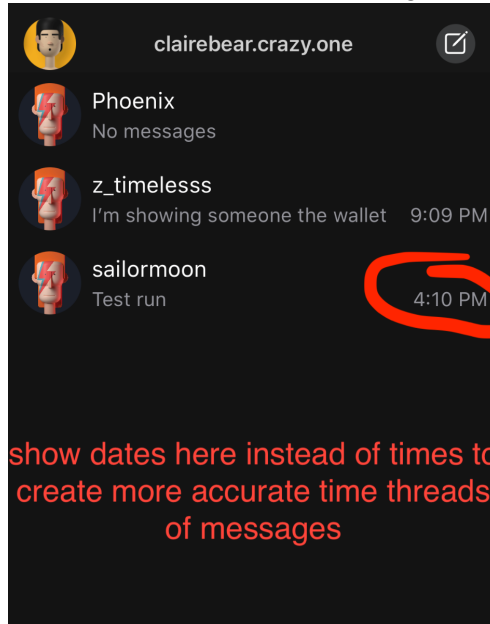 clairebear.crazy.one
Phoenix
No messages
z_timelesss
I'm showing someone the wallet 9:09 PM
sailormoon
Test run 4:10 PM
show dates here instead of times to
create more accurate time threads
of messages